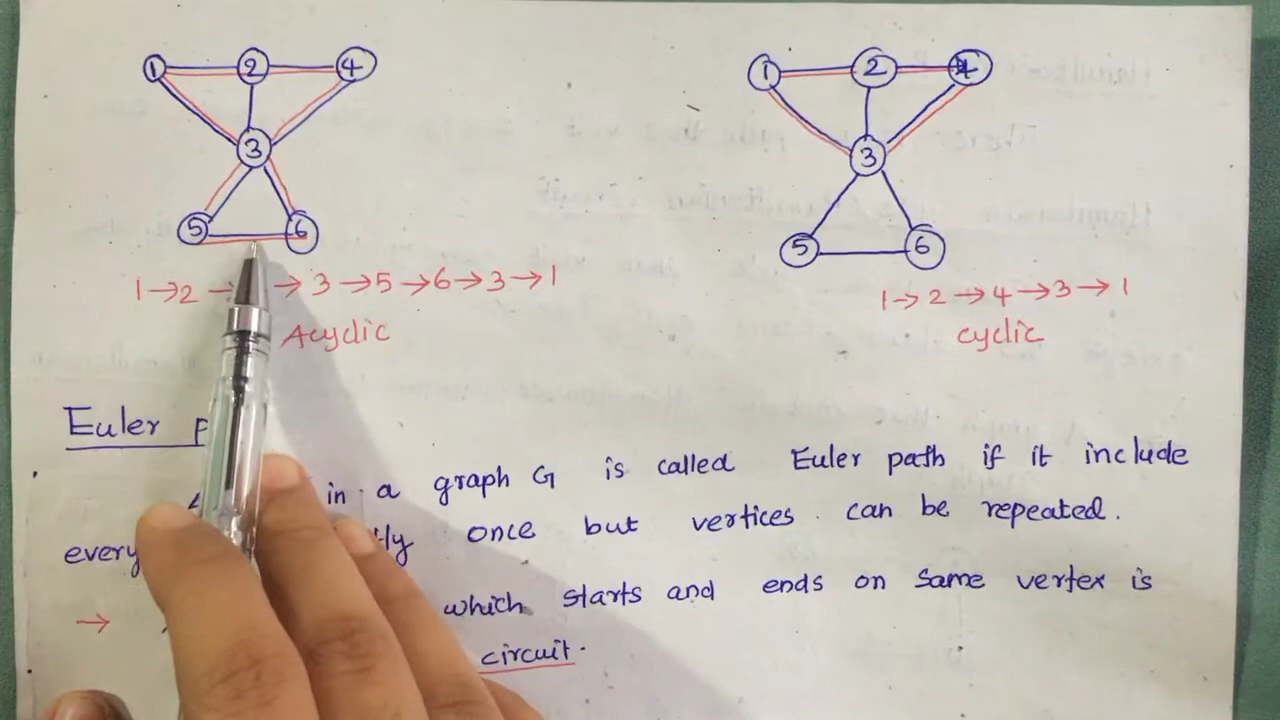 1 2 4
3
5 6
1 2 4
3
5 6
1→2→ → 3→5→6→3→1
Acyclic
1→2→4→3→1
cyclic
Euler P
in a graph G is called Euler path if it include
every once but vertices can be repeated.
→ which starts and ends on same vertex is
circuit.